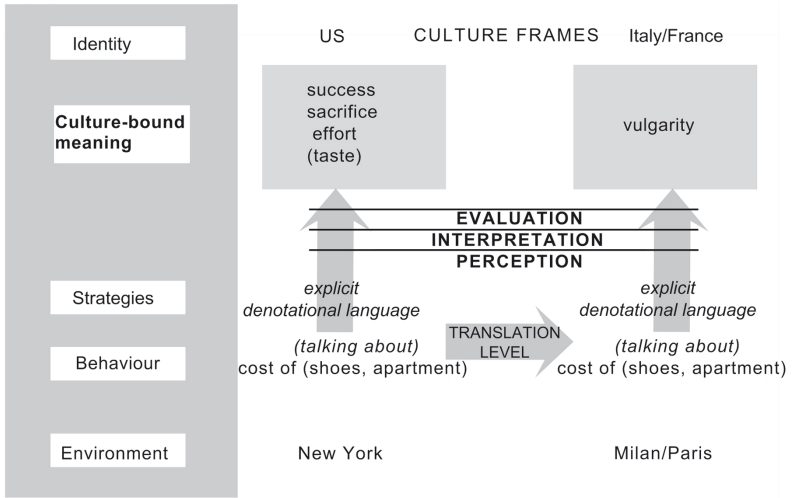 Identity
US
CULTURE FRAMES
Italy/France
Culture-bound
meaning
success
sacrifice
effort
(taste)
vulgarity
EVALUATION
INTERPRETATION
PERCEPTION
Strategies
explicit
denotational language
explicit
denotational language
Behaviour
(talking about)
cost of (shoes, apartment)
TRANSLATION
LEVEL
(talking about)
cost of (shoes, apartment)
Environment
New York
Milan/Paris